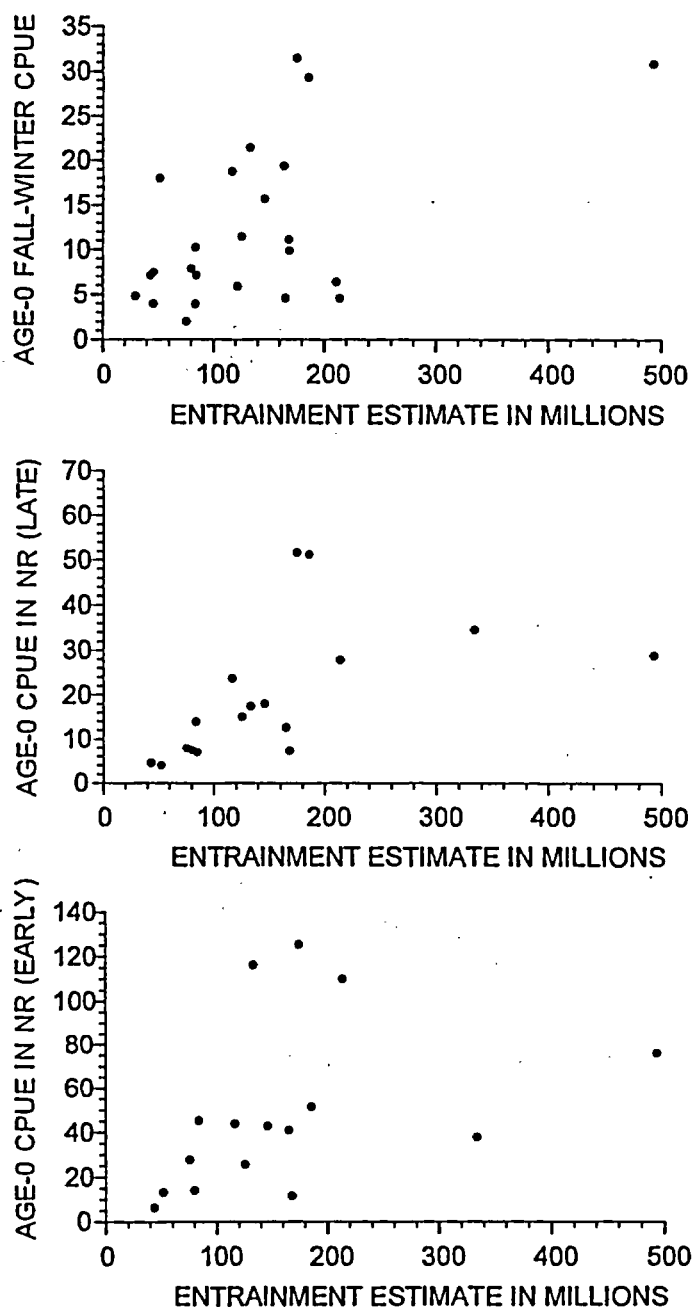 AGE-0 FALL-WINTER CPUE
35
30
25
20
15
10
5
0
0 100 200 300 400 500
ENTRAINMENT ESTIMATE IN MILLIONS
AGE-0 CPUE IN NR (LATE)
70
60
50
40
30
20
10
0
0 100 200 300 400 500
ENTRAINMENT ESTIMATE IN MILLIONS
AGE-0 CPUE IN NR (EARLY)
140
120
100
80
60
40
20
0
0 100 200 300 400 500
ENTRAINMENT ESTIMATE IN MILLIONS